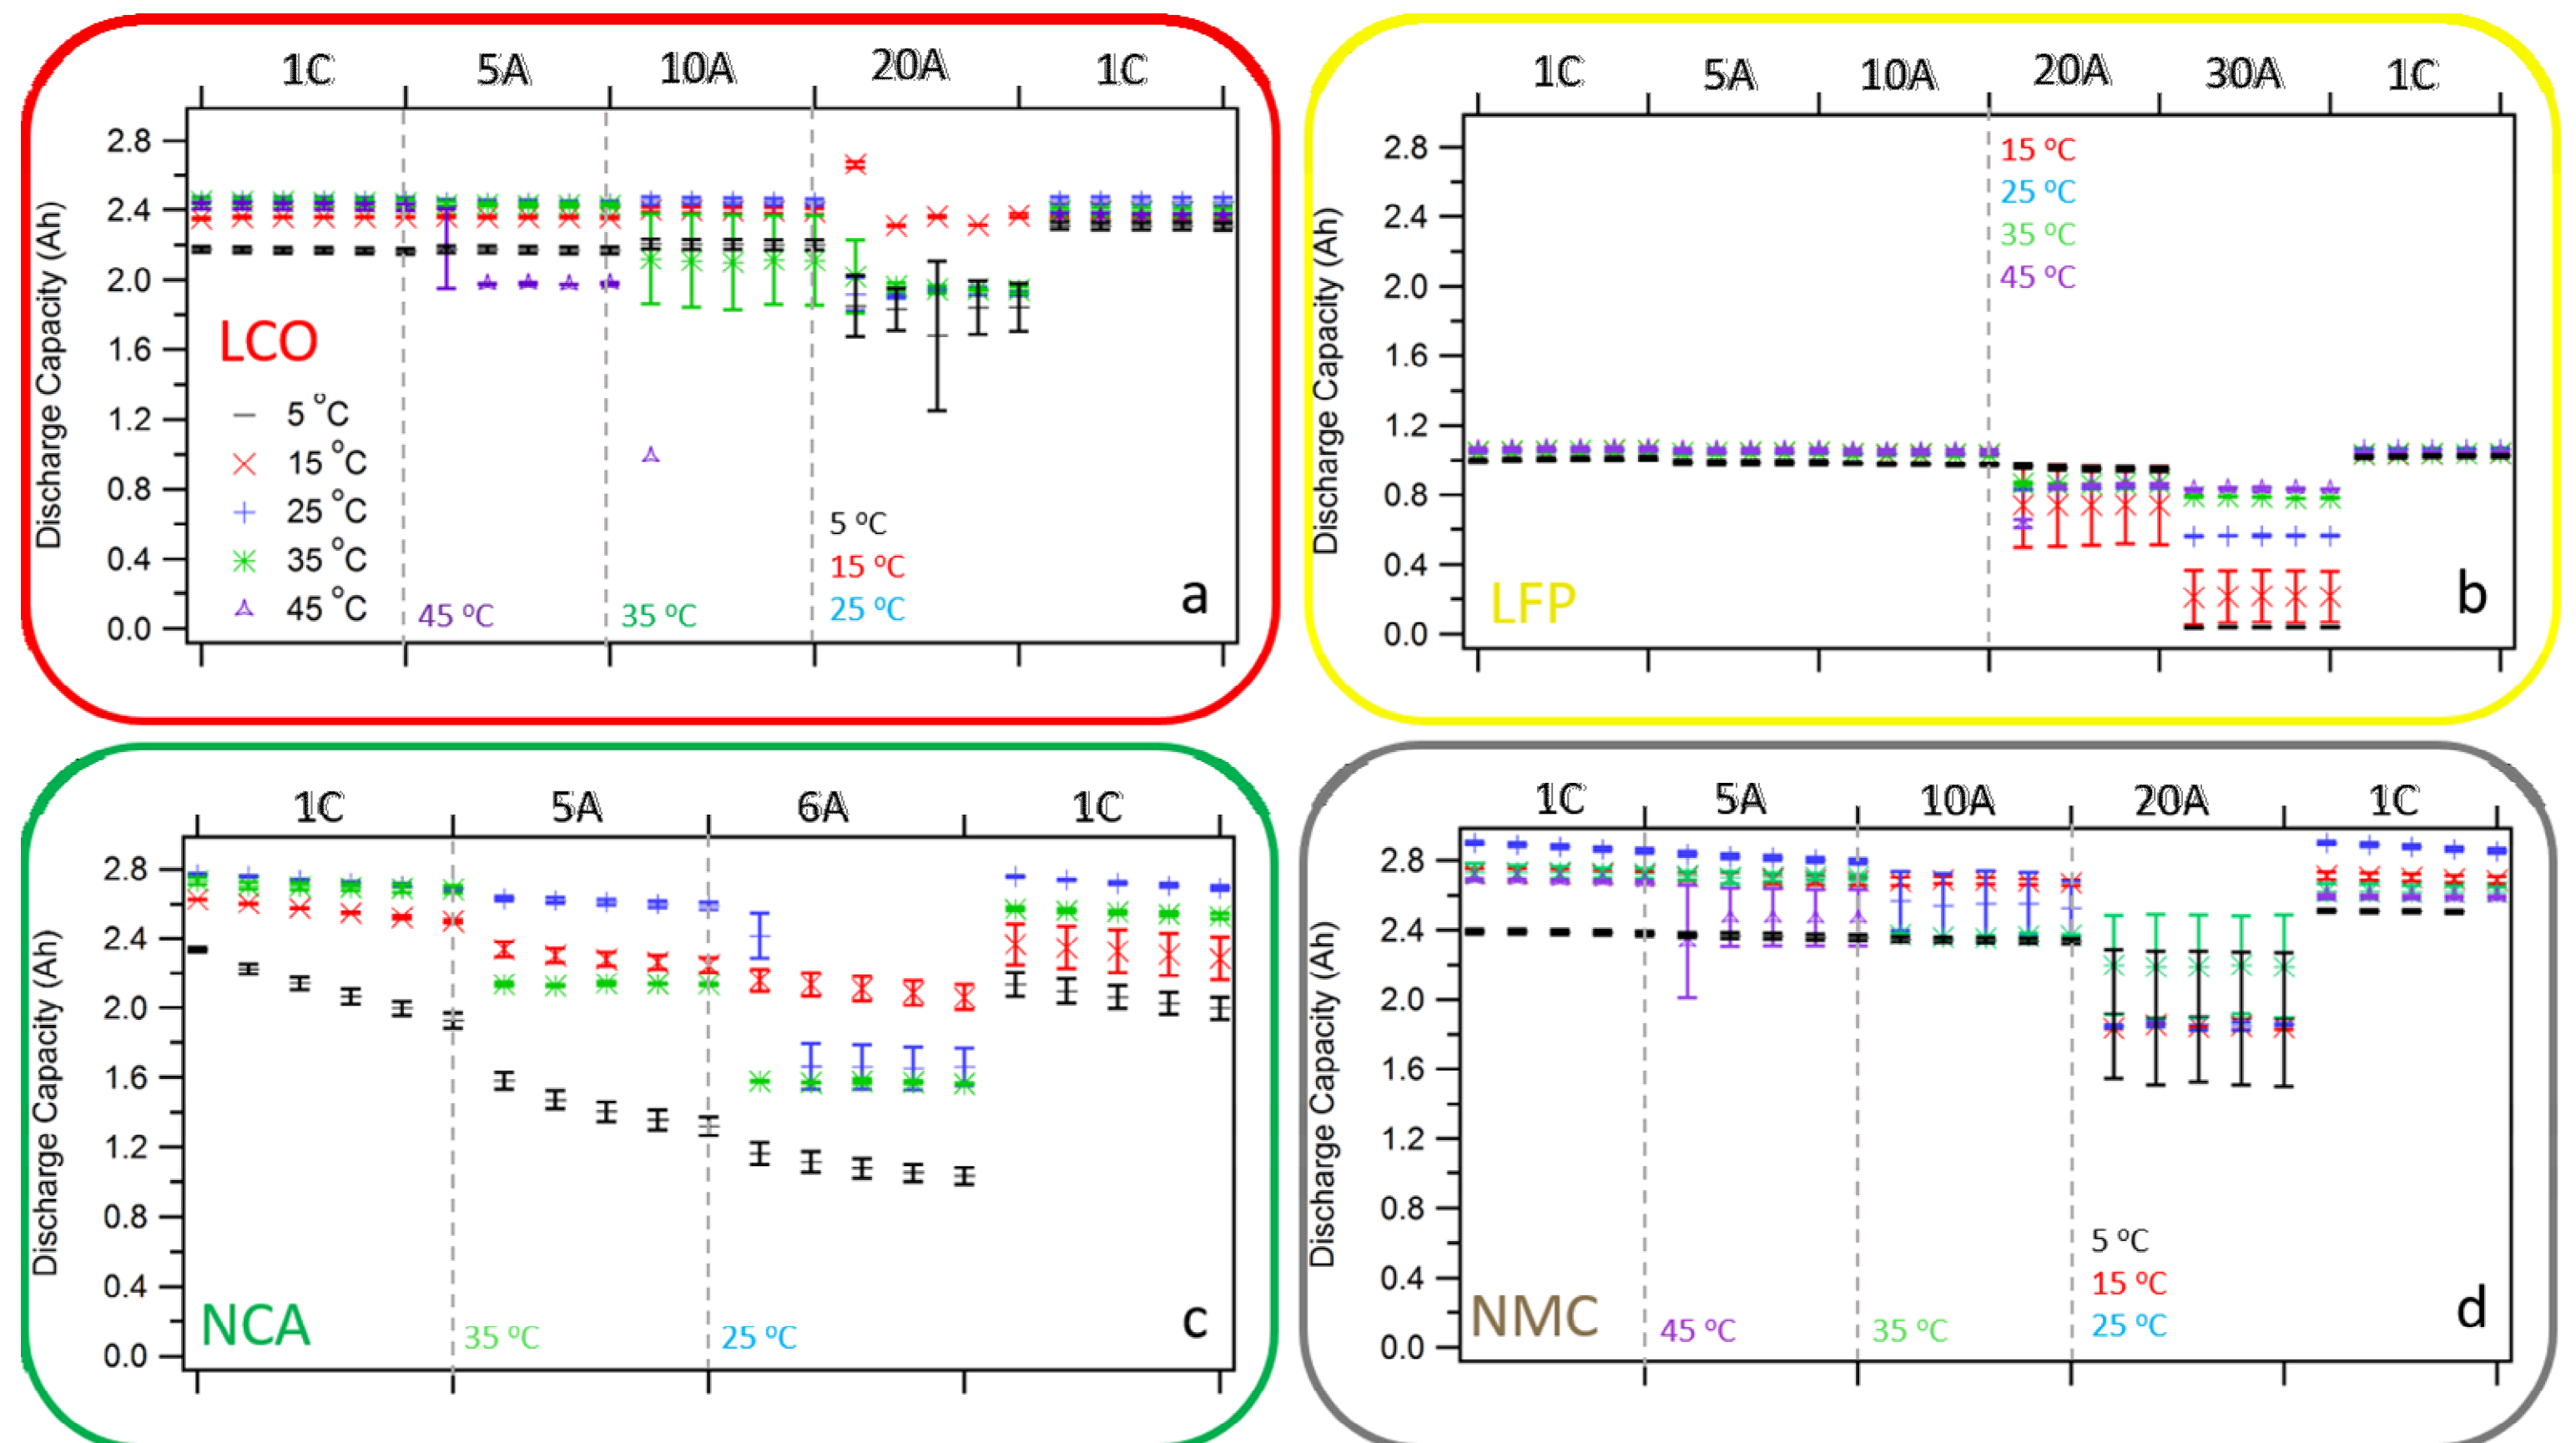 1C 5A 10A 20A 1C
2.8
2.4
2.0
1.6
1.2
0.8
0.4
0.0
Discharge Capacity (Ah)
LCO
5 °C
15 °C
25 °C
35 °C
45 °C
45 °C
35 °C
5 °C
15 °C
25 °C
a
1C 5A 10A 20A 30A 1C
2.8
2.4
2.0
1.6
1.2
0.8
0.4
0.0
Discharge Capacity (Ah)
15 °C
25 °C
35 °C
45 °C
LFP
b
1C 5A 6A 1C
2.8
2.4
2.0
1.6
1.2
0.8
0.4
0.0
Discharge Capacity (Ah)
NCA
35 °C
25 °C
c
1C 5A 10A 20A 1C
2.8
2.4
2.0
1.6
1.2
0.8
0.4
0.0
Discharge Capacity (Ah)
NMC
45 °C
35 °C
5 °C
15 °C
25 °C
d